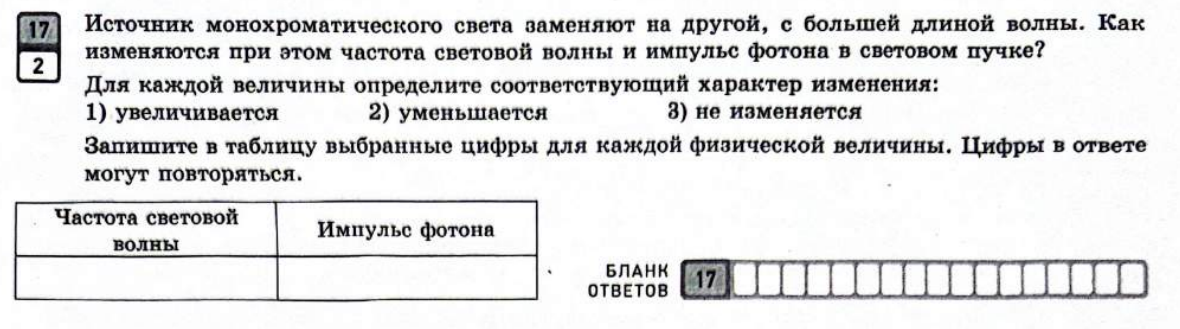 17
2
Источник монохроматического света заменяют на другой, с большей длиной волны. Как
изменяются при этом частота световой волны и импульс фотона в световом пучке?
Для каждой величины определите соответствующий характер изменения:
1) увеличивается 2) уменьшается 3) не изменяется
Запишите в таблицу выбранные цифры для каждой физической величины. Цифры в ответе
могут повторяться.
Частота световой
волны
Импульс фотона
БЛАНК
ОТВЕТОВ
17